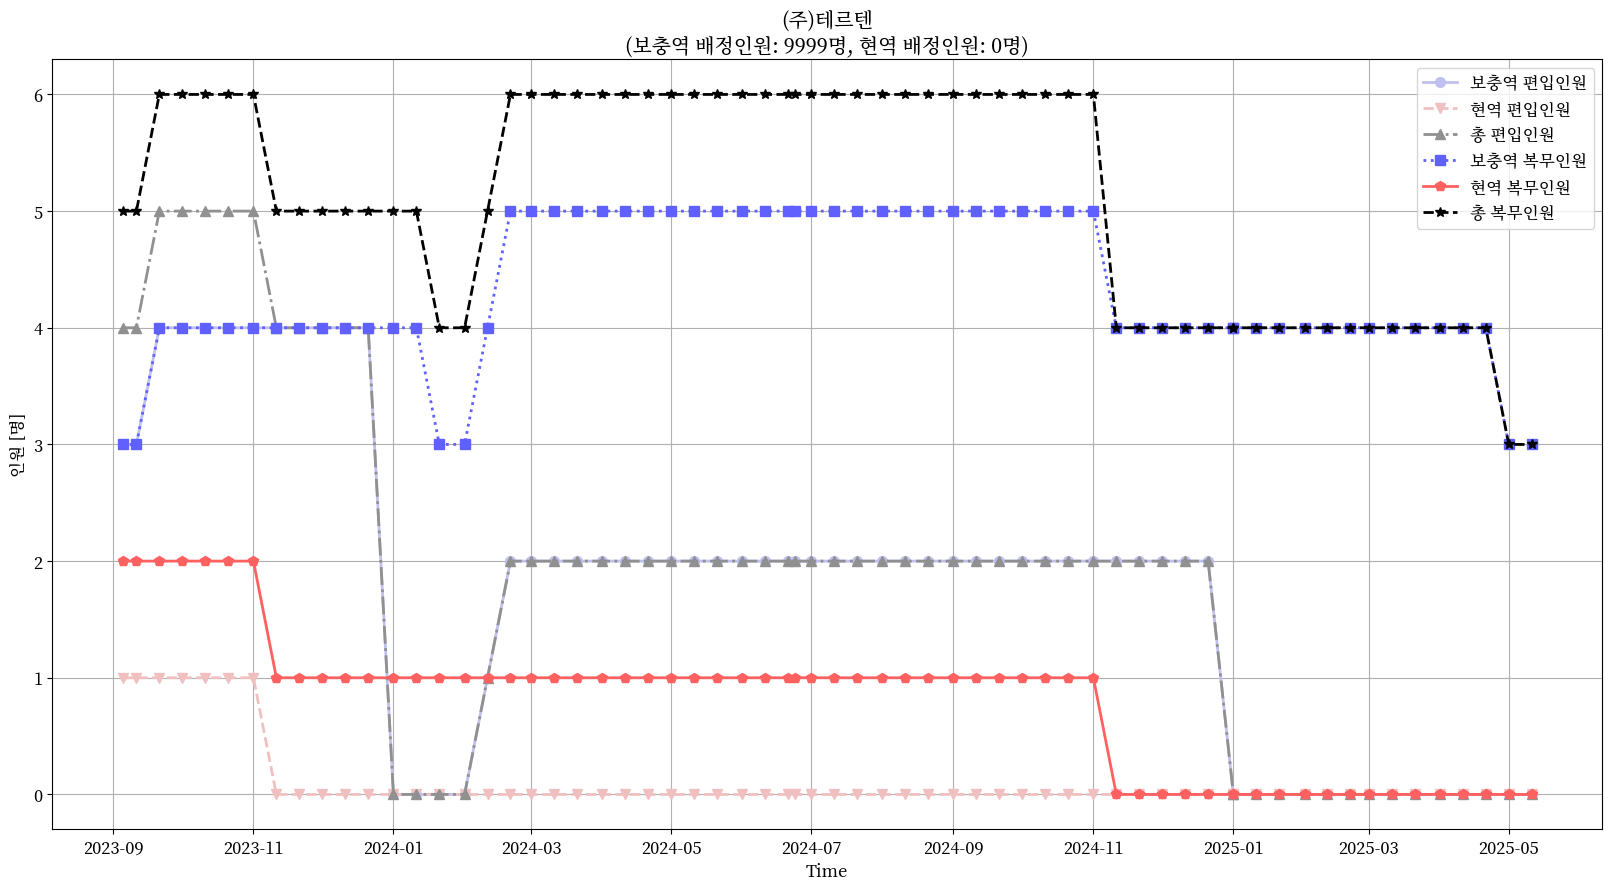 (주)테르텐
(보충역 배정인원: 9999명, 현역 배정인원: 0명)
보충역 편입인원
현역 편입인원
총 편입인원
보충역 복무인원
현역 복무인원
총 복무인원
인원 [명]
6
5
4
3
2
1
0
2023-09
2023-11
2024-01
2024-03
2024-05
2024-07
2024-09
2024-11
2025-01
2025-03
2025-05
Time